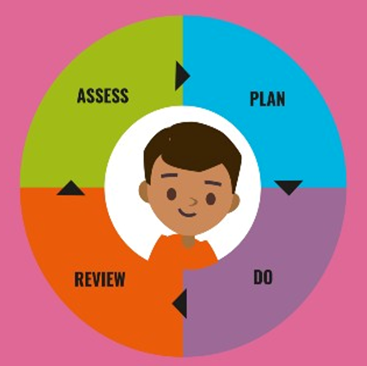 ASSESS
PLAN
REVIEW
DO